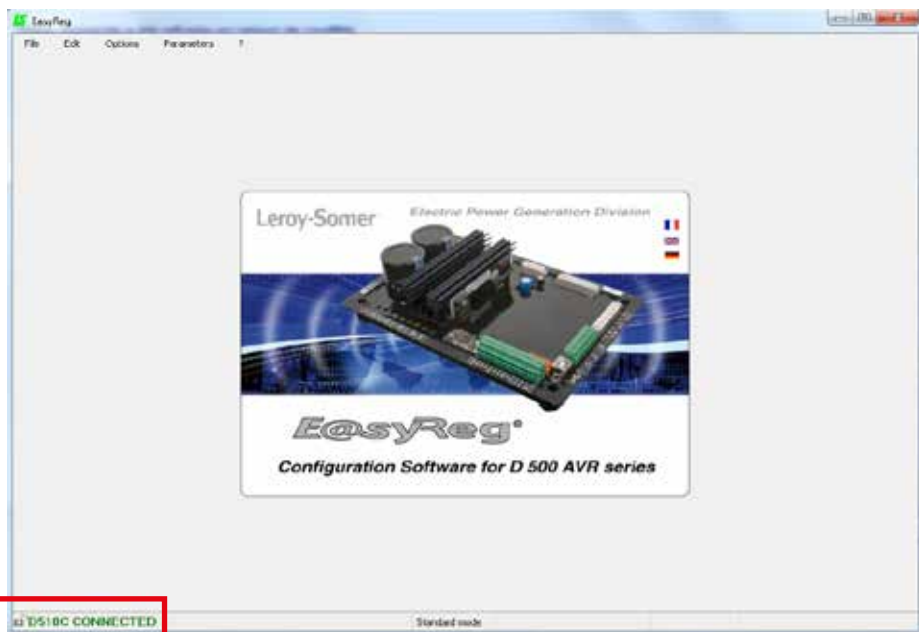 EasyReg
File Edit Options Parameters ?
Leroy-Somer
Electric Power Generation Division
E@syReg®
Configuration Software for D 500 AVR series
D510C CONNECTED
Standard mode